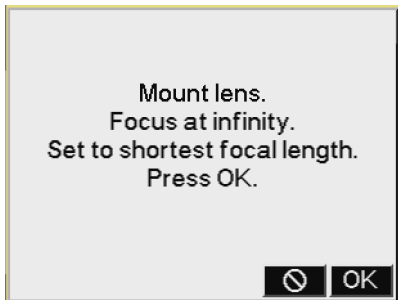 Mount lens.
Focus at infinity.
Set to shortest focal length.
Press OK.
OK